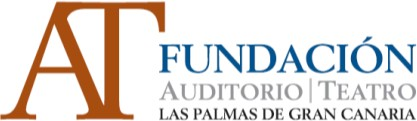 AT
FUNDACIÓN
AUDITORIO | TEATRO
LAS PALMAS DE GRAN CANARIA